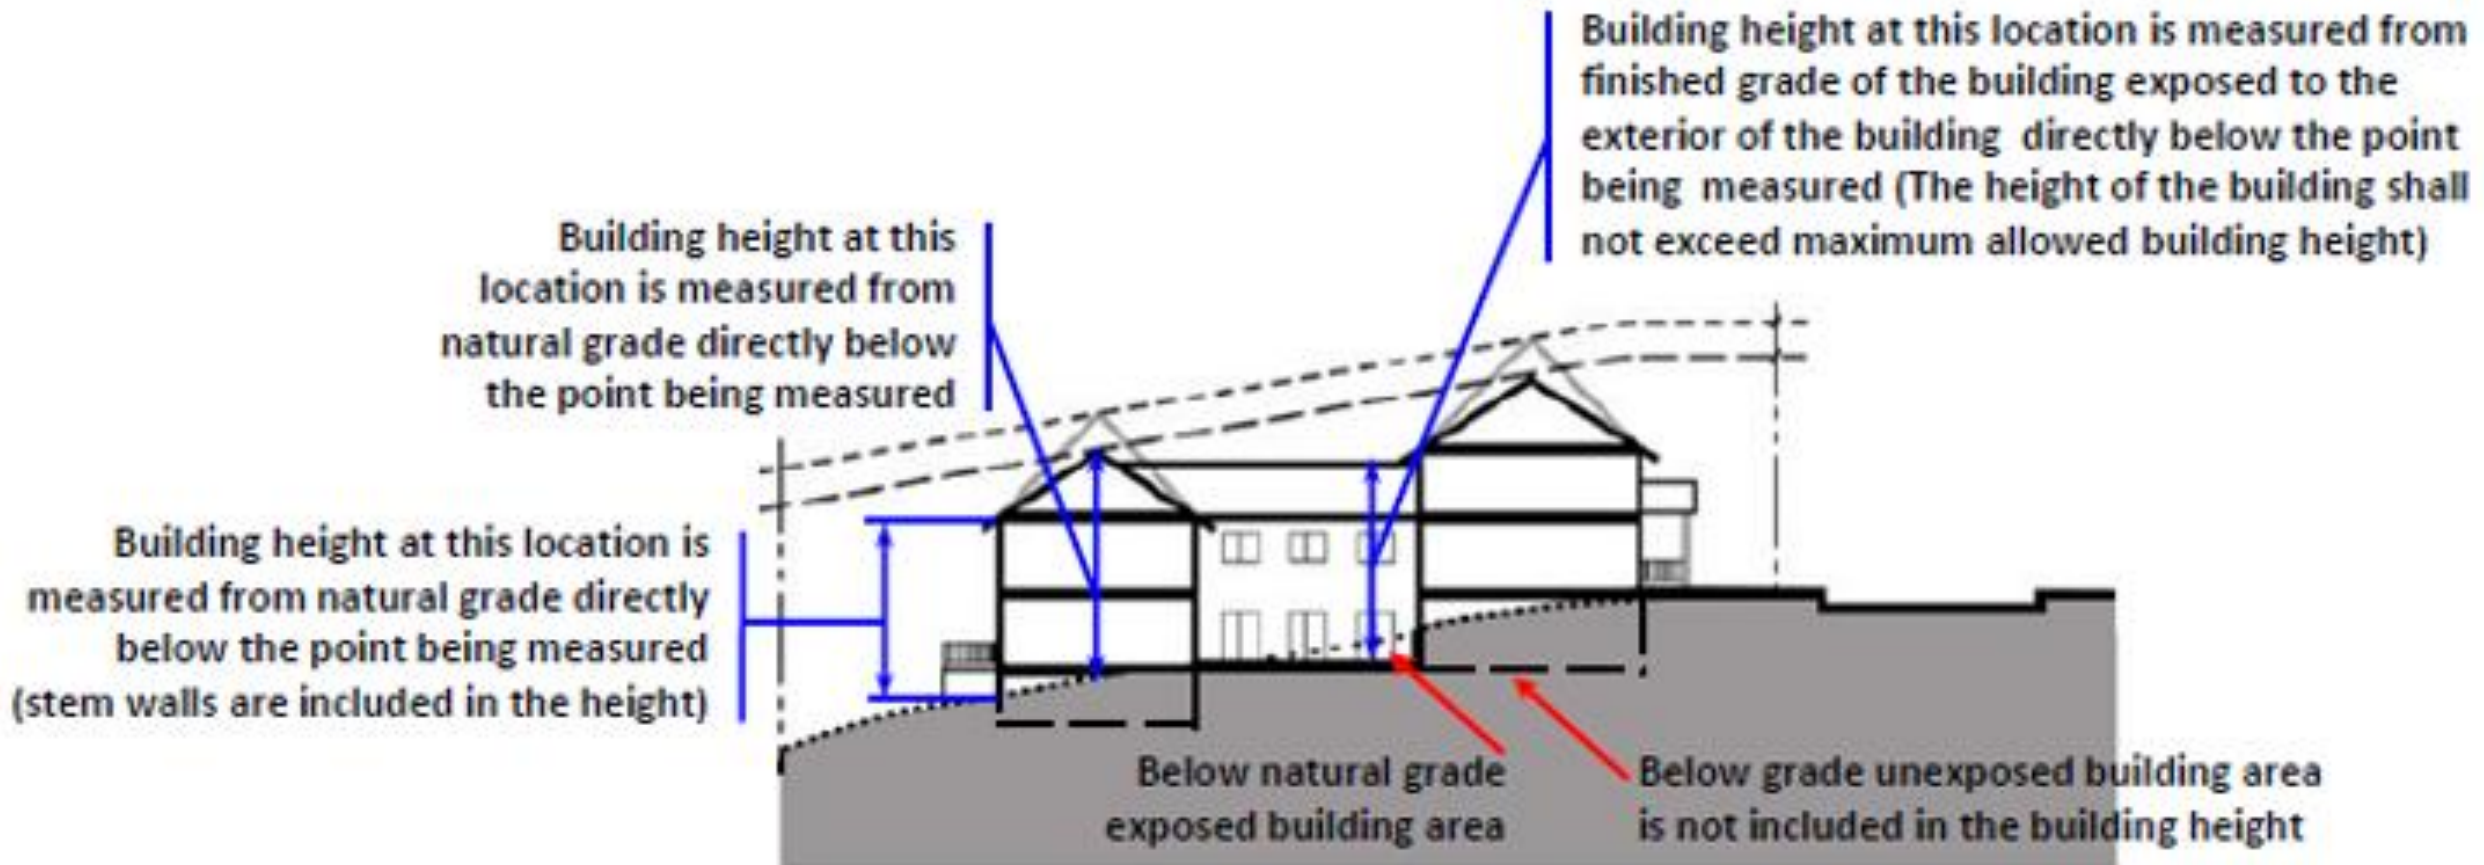 Building height at this location is measured from
finished grade of the building exposed to the
exterior of the building directly below the point
being measured (The height of the building shall
not exceed maximum allowed building height)
Building height at this
location is measured from
natural grade directly below
the point being measured
Building height at this location is
measured from natural grade directly
below the point being measured
(stem walls are included in the height)
Below natural grade
exposed building area
Below grade unexposed building area
is not included in the building height